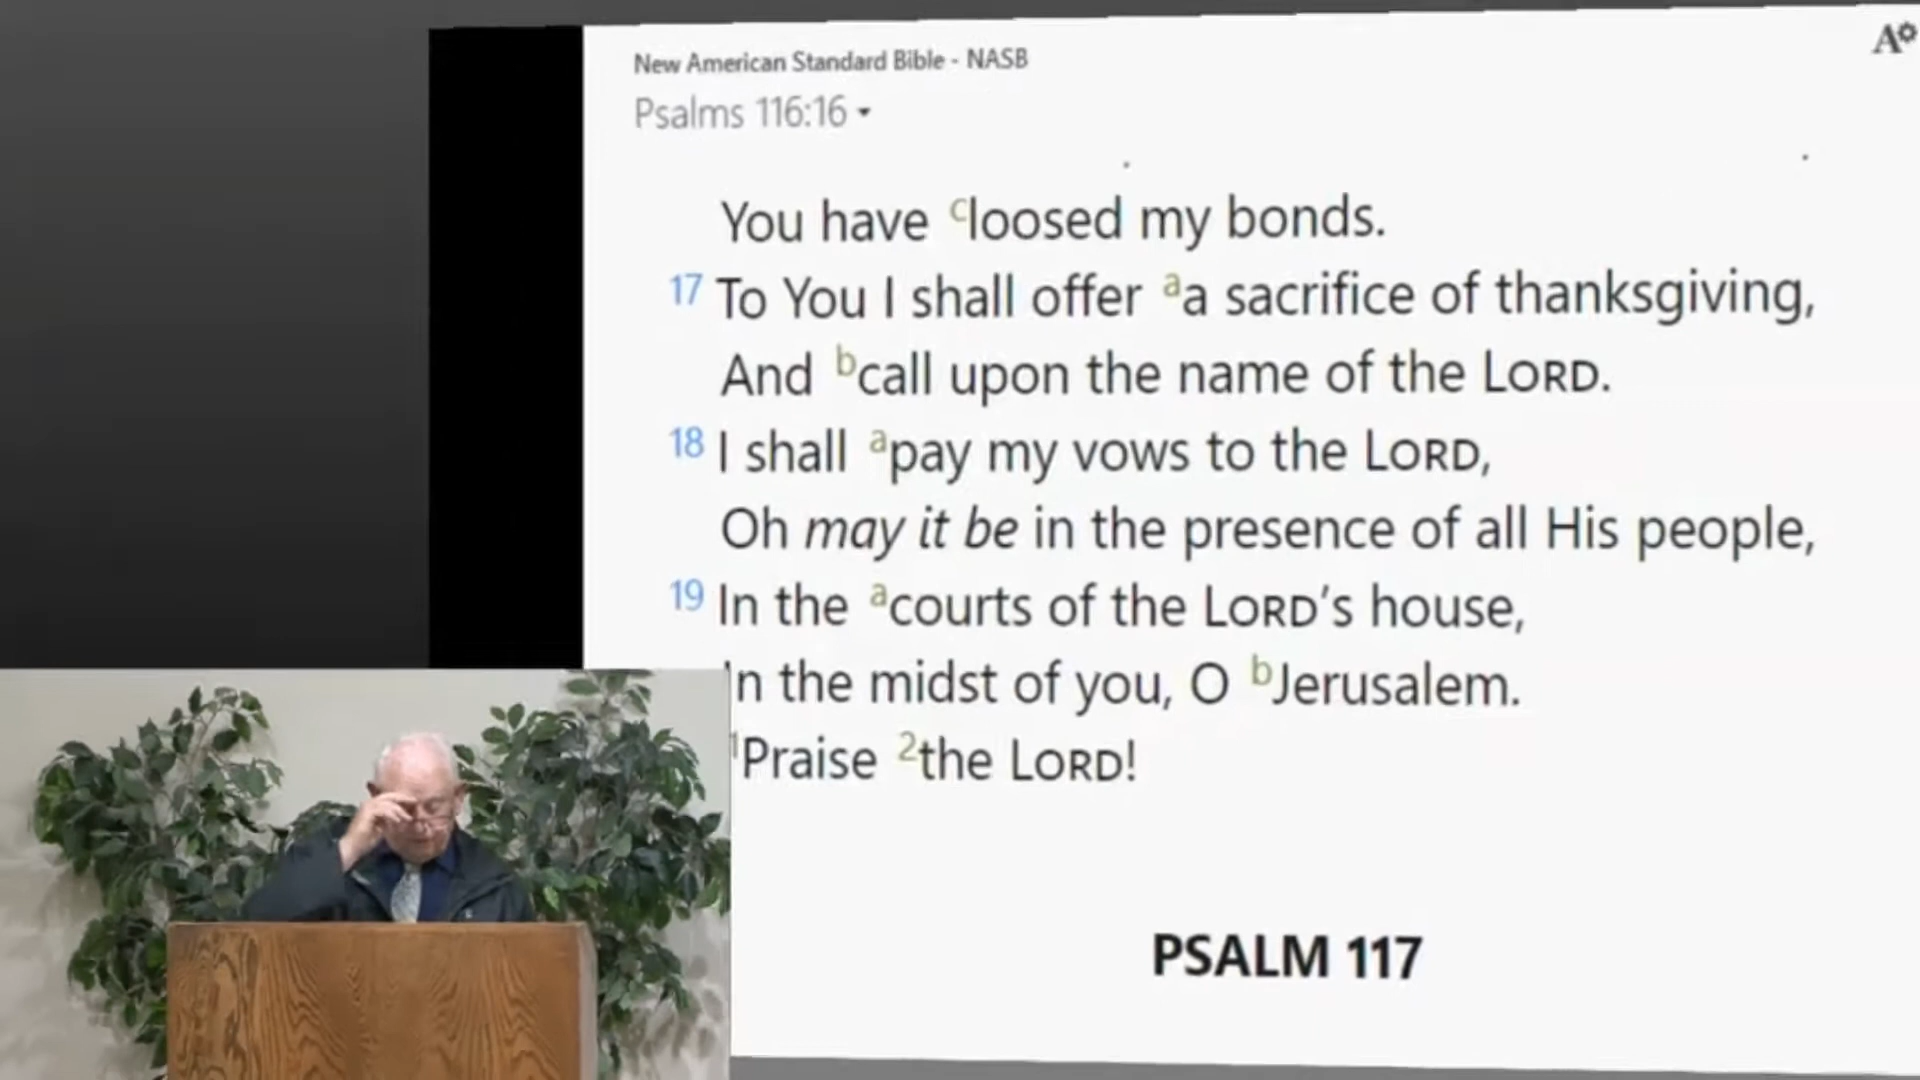 New American Standard Bible - NASB
Psalms 116:16
You have cloosed my bonds.
17 To You I shall offer aa sacrifice of thanksgiving,
And bcall upon the name of the LORD.
18 I shall apay my vows to the LORD,
Oh may it be in the presence of all His people,
19 In the acourts of the LORD's house,
In the midst of you, O bJerusalem.
1Praise 2the LORD!
PSALM 117